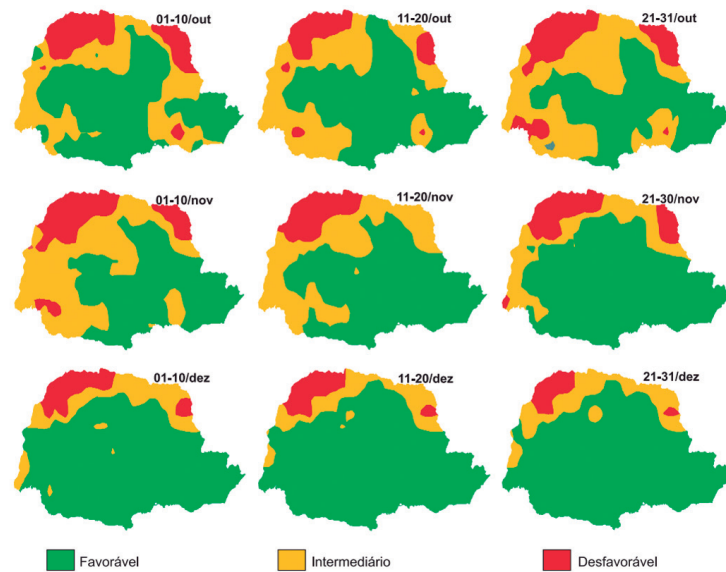 01-10/out
11-20/out
21-31/out
01-10/nov
11-20/nov
21-30/nov
01-10/dez
11-20/dez
21-31/dez
Favorável
Intermediário
Desfavorável